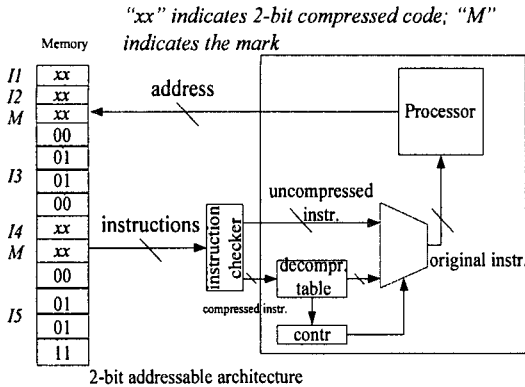 “xx” indicates 2-bit compressed code; “M”
indicates the mark
Memory
I1 xx
I2 xx
M xx
00
01
I3 01
00
I4 xx
M xx
00
01
I5 01
11
address
Processor
instructions
instruction
checker
uncompressed
instr.
compressed instr.
decompr.
table
contr
original instr.
2-bit addressable architecture